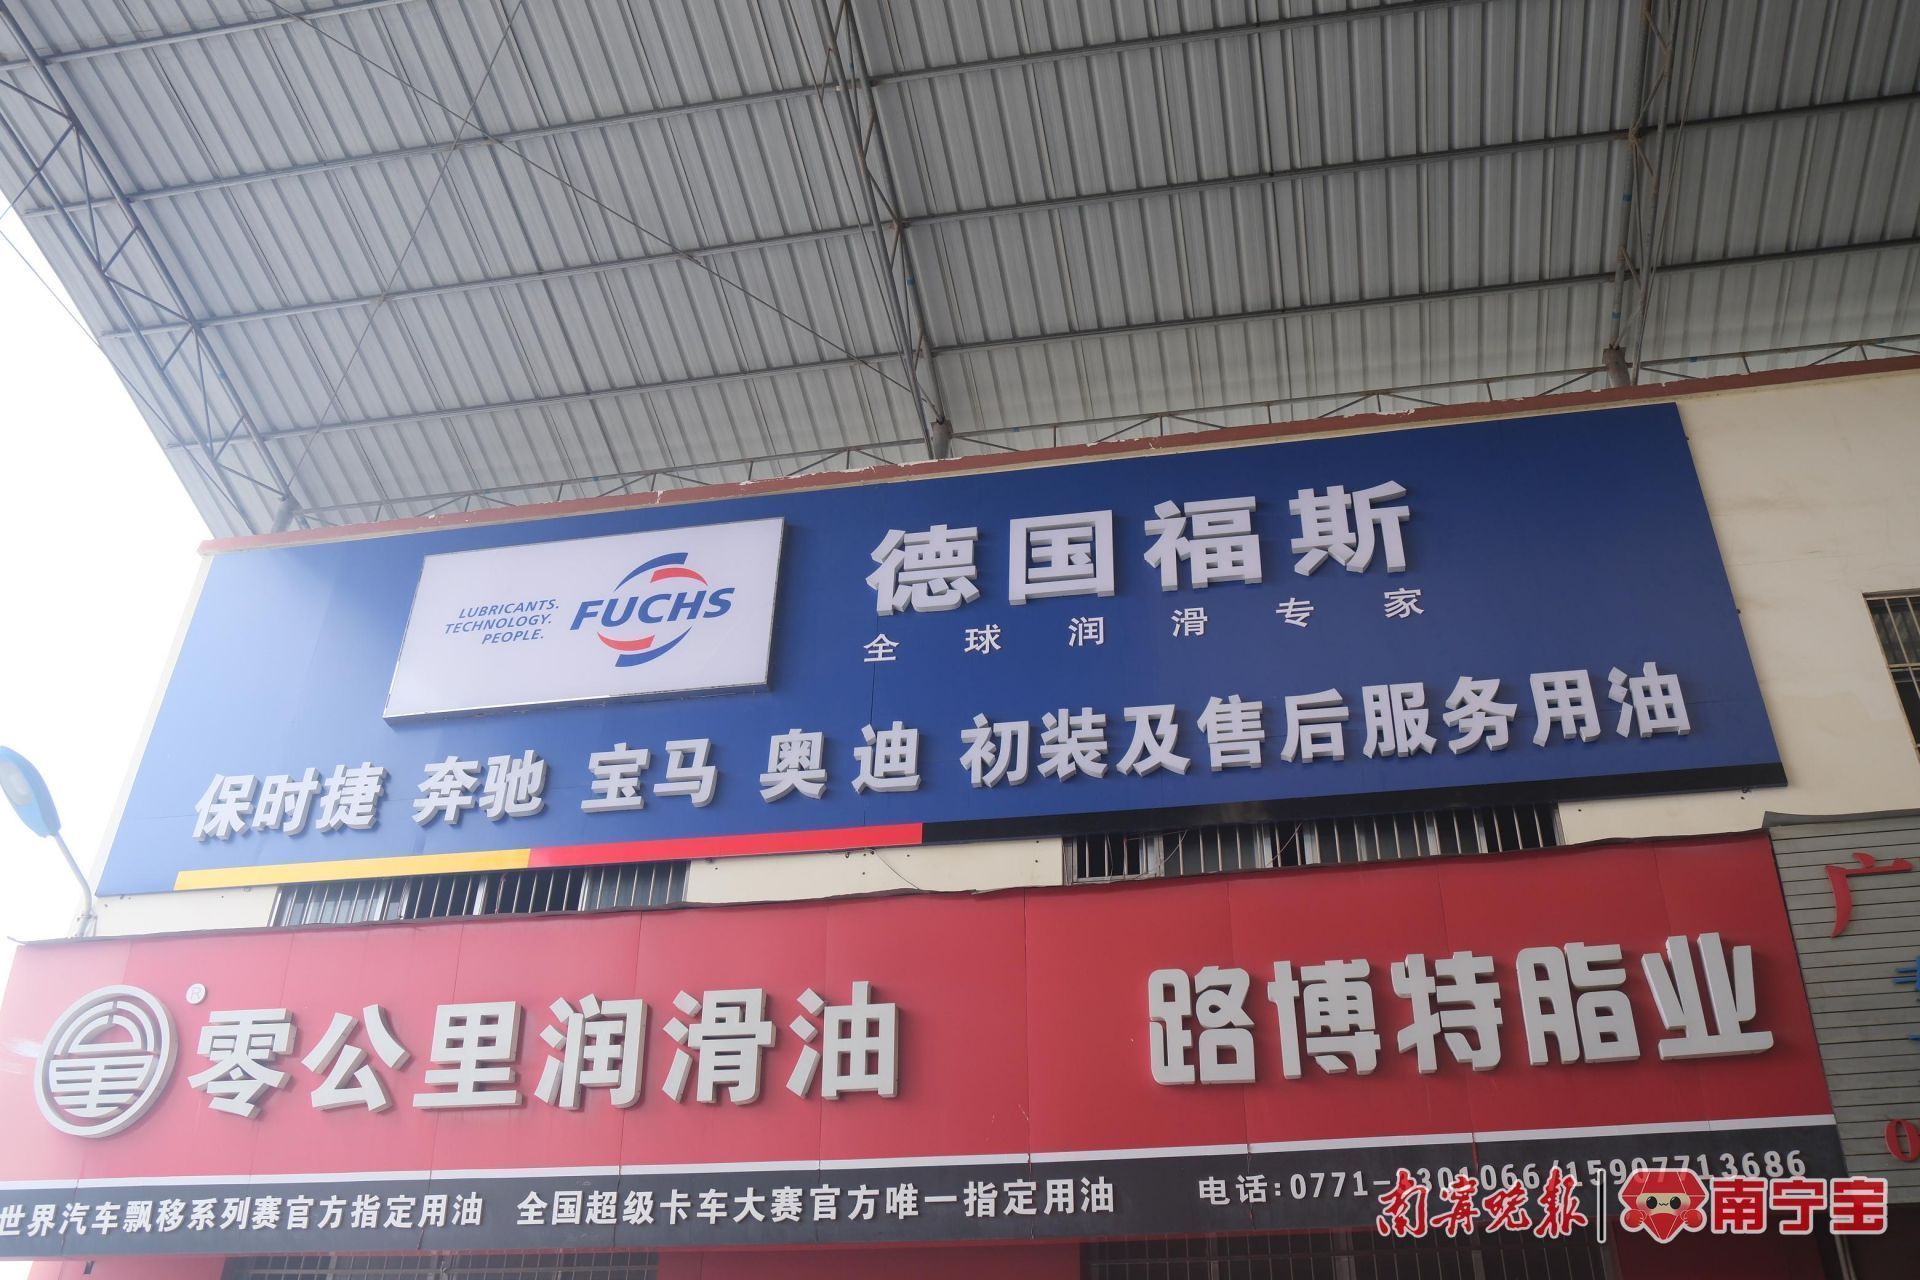 LUBRICANTS.
TECHNOLOGY.
PEOPLE.
FUCHS
德国福斯
全球润滑专家
保时捷 奔驰 宝马 奥迪 初装及售后服务用油
®零公里润滑油 路博特脂业
世界汽车飘移系列赛官方指定用油 全国超级卡车大赛官方唯一指定用油
电话:0771- 301066/15907713686
广
南宁晚报 南宁宝